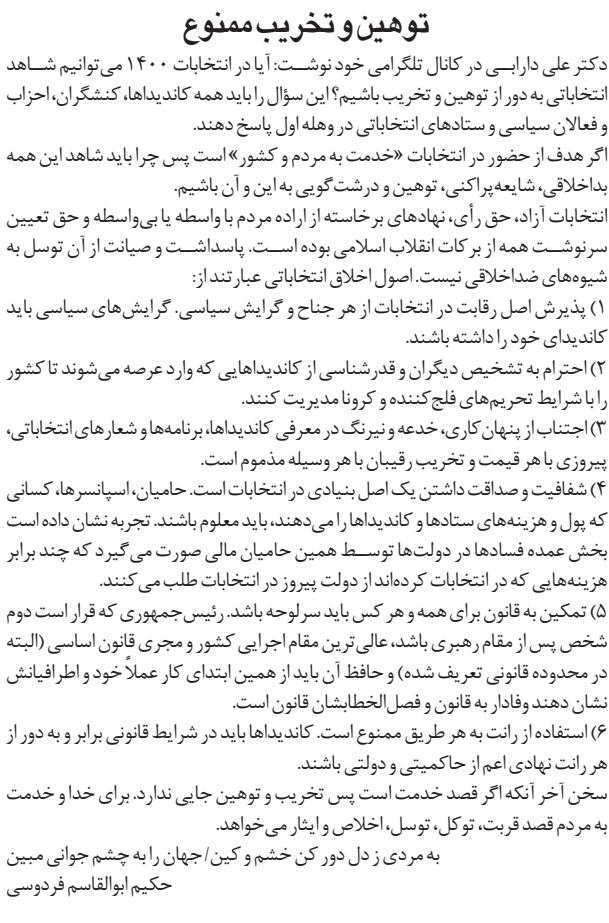 توهین و تخریب ممنوع
دکتر علی دارابــی در کانال تلگرامی خود نوشــت: آیا در انتخابات ۱۴۰۰ می‌توانیم شــاهد
انتخاباتی به دور از توهین و تخریب باشیم؟ این سؤال را باید همه کاندیداها، کنشگران، احزاب
و فعالان سیاسی و ستادهای انتخاباتی در وهله اول پاسخ دهند.
اگر هدف از حضور در انتخابات «خدمت به مردم و کشور» است پس چرا باید شاهد این همه
بداخلاقی، شایعه‌پراکنی، توهین و درشت‌گویی به این و آن باشیم.
انتخابات آزاد، حق رأی، نهادهای برخاسته از اراده مردم با واسطه یا بی‌واسطه و حق تعیین
سرنوشــت همه از برکات انقلاب اسلامی بوده اســت. پاسداشــت و صیانت از آن توسل به
شیوه‌های ضداخلاقی نیست. اصول اخلاق انتخاباتی عبارتند از:
۱) پذیرش اصل رقابت در انتخابات از هر جناح و گرایش سیاسی. گرایش‌های سیاسی باید
کاندیدای خود را داشته باشند.
۲) احترام به تشخیص دیگران و قدرشناسی از کاندیداهایی که وارد عرصه می‌شوند تا کشور
را با شرایط تحریم‌های فلج‌کننده و کرونا مدیریت کنند.
۳) اجتناب از پنهان‌کاری، خدعه و نیرنگ در معرفی کاندیداها، برنامه‌ها و شعارهای انتخاباتی،
پیروزی با هر قیمت و تخریب رقیبان با هر وسیله مذموم است.
۴) شفافیت و صداقت داشتن یک اصل بنیادی در انتخابات است. حامیان، اسپانسرها، کسانی
که پول و هزینه‌های ستادها و کاندیداها را می‌دهند، باید معلوم باشند. تجربه نشان داده است
بخش عمده فسادها در دولت‌ها توســط همین حامیان مالی صورت می‌گیرد که چند برابر
هزینه‌هایی که در انتخابات کرده‌اند از دولت پیروز در انتخابات طلب می‌کنند.
۵) تمکین به قانون برای همه و هر کس باید سرلوحه باشد. رئیس‌جمهوری که قرار است دوم
شخص پس از مقام رهبری باشد، عالی‌ترین مقام اجرایی کشور و مجری قانون اساسی (البته
در محدوده قانونی تعریف شده) و حافظ آن باید از همین ابتدای کار عملاً خود و اطرافیانش
نشان دهند وفادار به قانون و فصل‌الخطابشان قانون است.
۶) استفاده از رانت به هر طریق ممنوع است. کاندیداها باید در شرایط قانونی برابر و به دور از
هر رانت نهادی اعم از حاکمیتی و دولتی باشند.
سخن آخر آنکه اگر قصد خدمت است پس تخریب و توهین جایی ندارد. برای خدا و خدمت
به مردم قصد قربت، توکل، توسل، اخلاص و ایثار می‌خواهد.
به مردی ز دل دور کن خشم و کین/ جهان را به چشم جوانی مبین
حکیم ابوالقاسم فردوسی